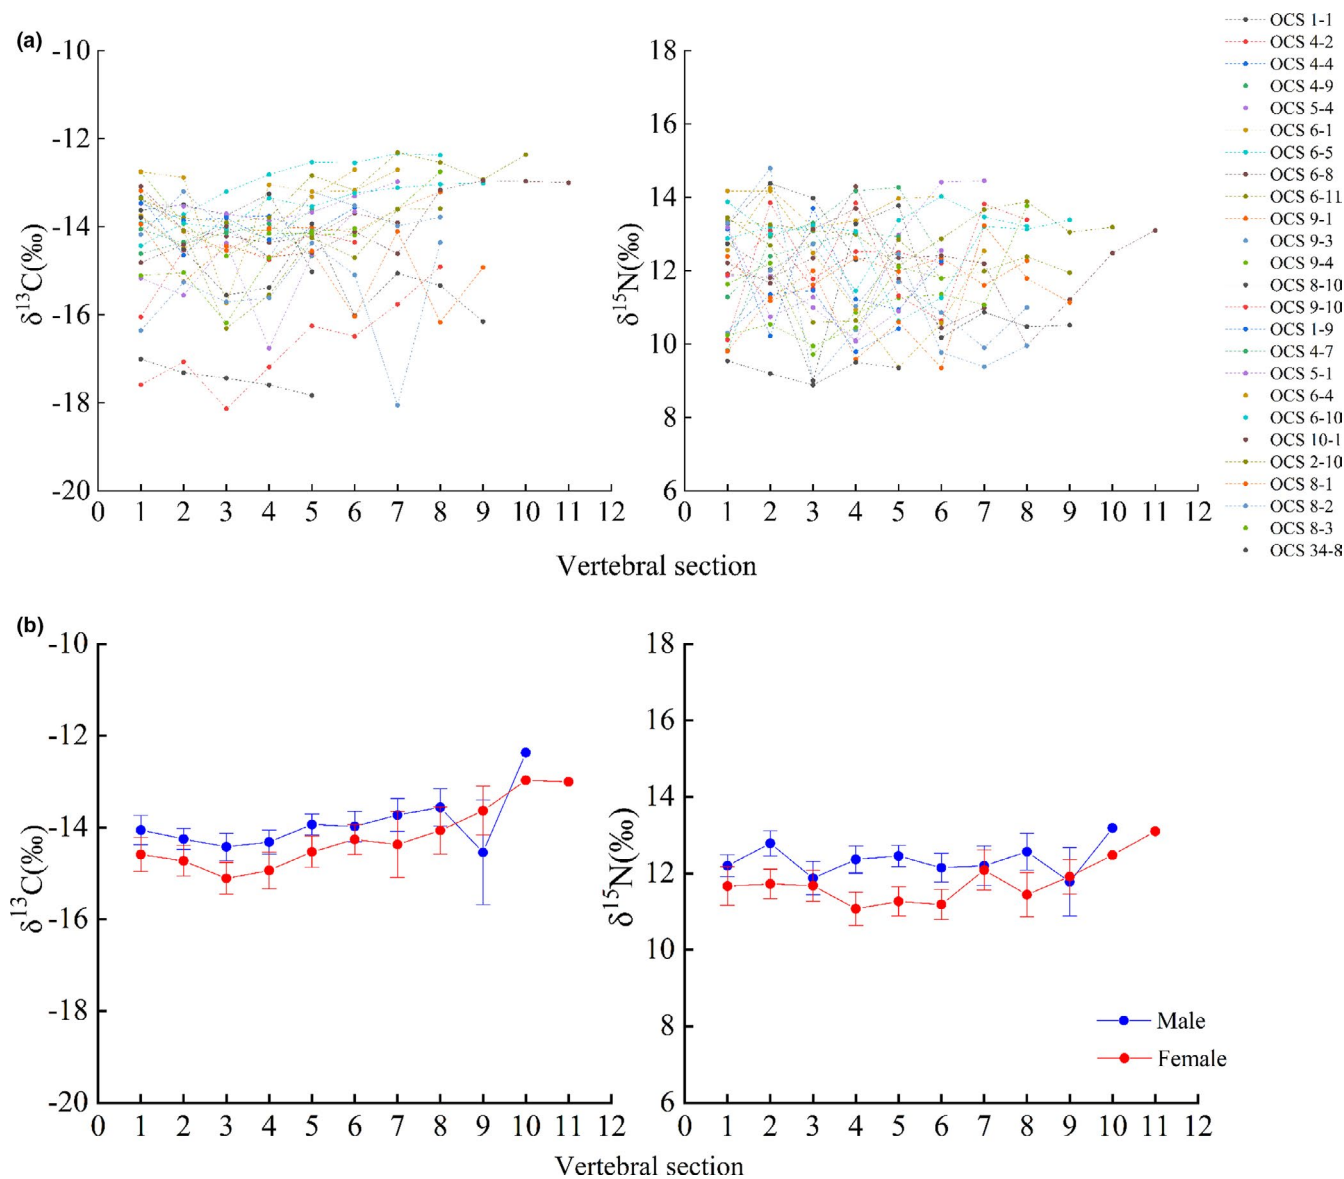 (a)
-10
-12
-14
-16
-18
-20
δ13C(‰)
0 1 2 3 4 5 6 7 8 9 10 11 12
18
16
14
12
10
8
6
δ15N(‰)
0 1 2 3 4 5 6 7 8 9 10 11 12
Vertebral section
OCS 1-1
OCS 4-2
OCS 4-4
OCS 4-9
OCS 5-4
OCS 6-1
OCS 6-5
OCS 6-8
OCS 6-11
OCS 9-1
OCS 9-3
OCS 9-4
OCS 8-10
OCS 9-10
OCS 1-9
OCS 4-7
OCS 5-1
OCS 6-4
OCS 6-10
OCS 10-1
OCS 2-10
OCS 8-1
OCS 8-2
OCS 8-3
OCS 34-8
(b)
-10
-12
-14
-16
-18
-20
δ13C(‰)
0 1 2 3 4 5 6 7 8 9 10 11 12
18
16
14
12
10
8
6
δ15N(‰)
0 1 2 3 4 5 6 7 8 9 10 11 12
Male
Female
Vertebral section